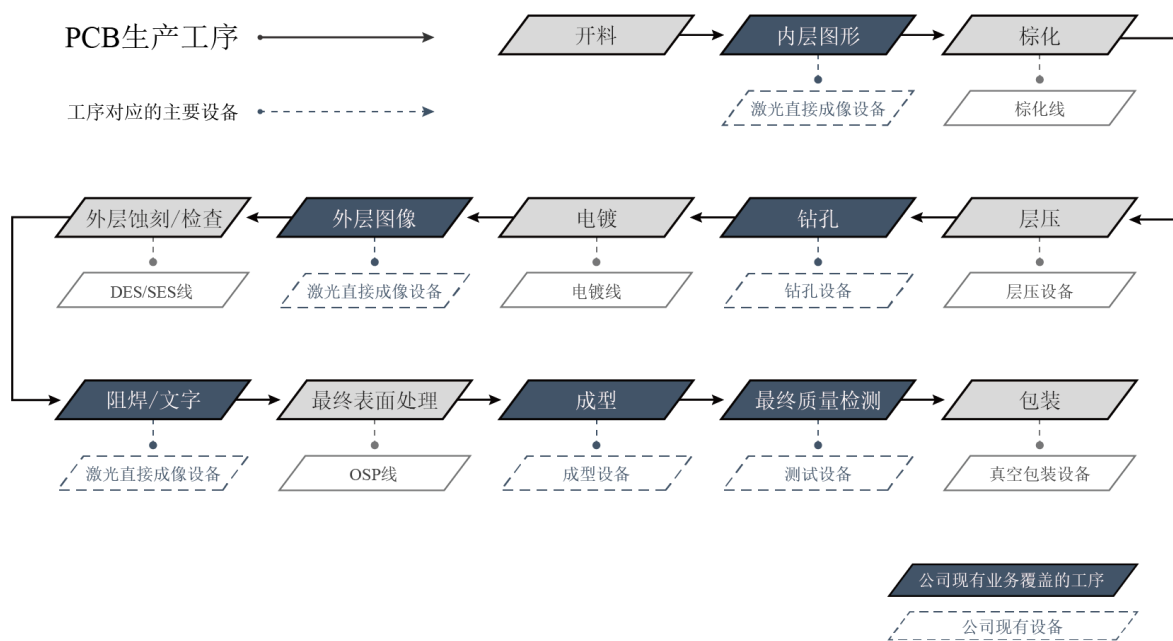 PCB生产工序
开料
内层图形
棕化
工序对应的主要设备
激光直接成像设备
棕化线
外层蚀刻/检查
外层图像
电镀
钻孔
层压
DES/SES线
激光直接成像设备
电镀线
钻孔设备
层压设备
阻焊/文字
最终表面处理
成型
最终质量检测
包装
激光直接成像设备
OSP线
成型设备
测试设备
真空包装设备
公司现有业务覆盖的工序
公司现有设备